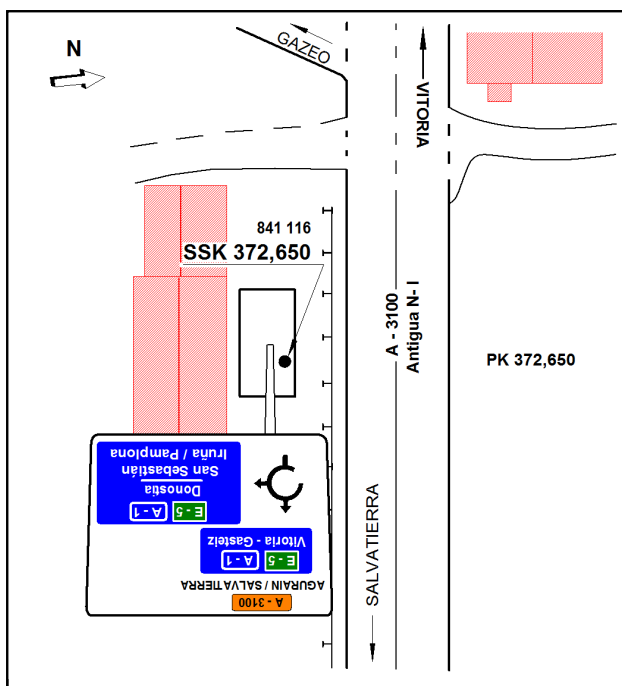 N
GAZEO
VITORIA
841 116
SSK 372,650
A - 3100
Antigua N- I
PK 372,650
SALVATIERRA
A - 3100
AGURAIN / SALVATIERRA
E - 5 A - 1
Vitoria - Gasteiz
E - 5 A - 1
Donostia
San Sebastián
Iruña / Pamplona